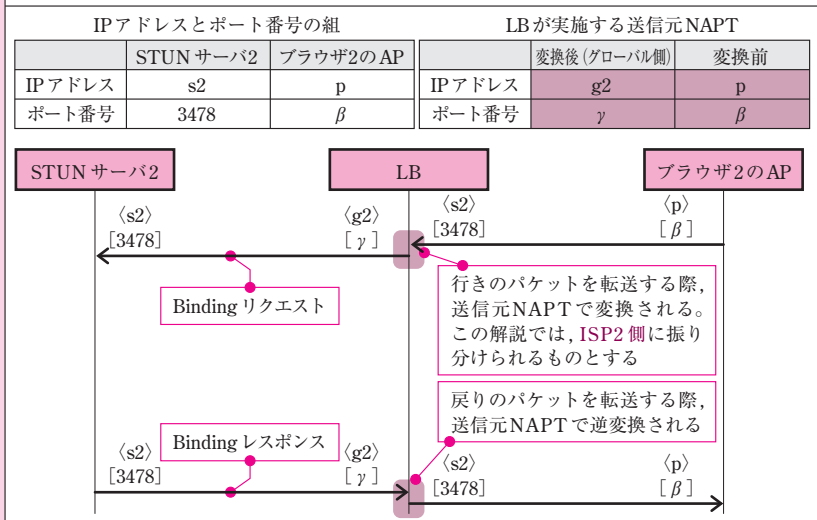 IPアドレスとポート番号の組
STUNサーバ2 ブラウザ2のAP
IPアドレス s2 p
ポート番号 3478 β
LBが実施する送信元NAPT
変換後(グローバル側) 変換前
IPアドレス g2 p
ポート番号 γ β
STUNサーバ2 LB ブラウザ2のAP
〈s2〉 〈g2〉 〈s2〉 〈p〉
[3478] [γ] [3478] [β]
Bindingリクエスト
行きのパケットを転送する際,
送信元NAPTで変換される。
この解説では,ISP2側に振り
分けられるものとする
戻りのパケットを転送する際,
送信元NAPTで逆変換される
Bindingレスポンス
〈s2〉 〈g2〉 〈s2〉 〈p〉
[3478] [γ] [3478] [β]